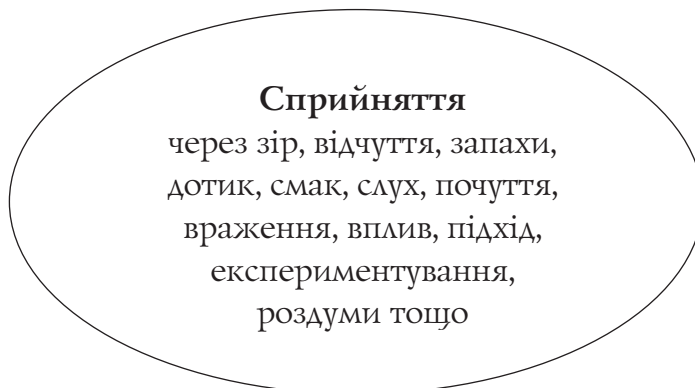 Сприйняття
через зір, відчуття, запахи,
дотик, смак, слух, почуття,
враження, вплив, підхід,
експериментування,
роздуми тощо